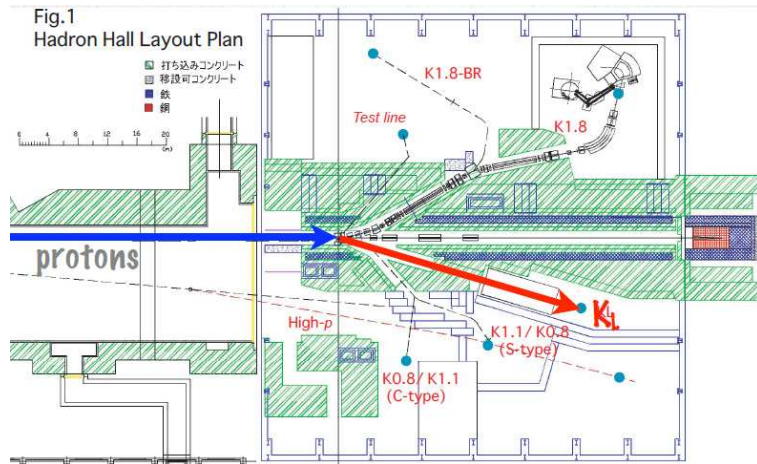 Fig.1
Hadron Hall Layout Plan
打ち込みコンクリート
移設可コンクリート
鉄
銅
0 4 8 12 16 20
(m)
K1.8-BR
Test line
K1.8
protons
KL
High-p
K1.1/ K0.8
(S-type)
K0.8/ K1.1
(C-type)